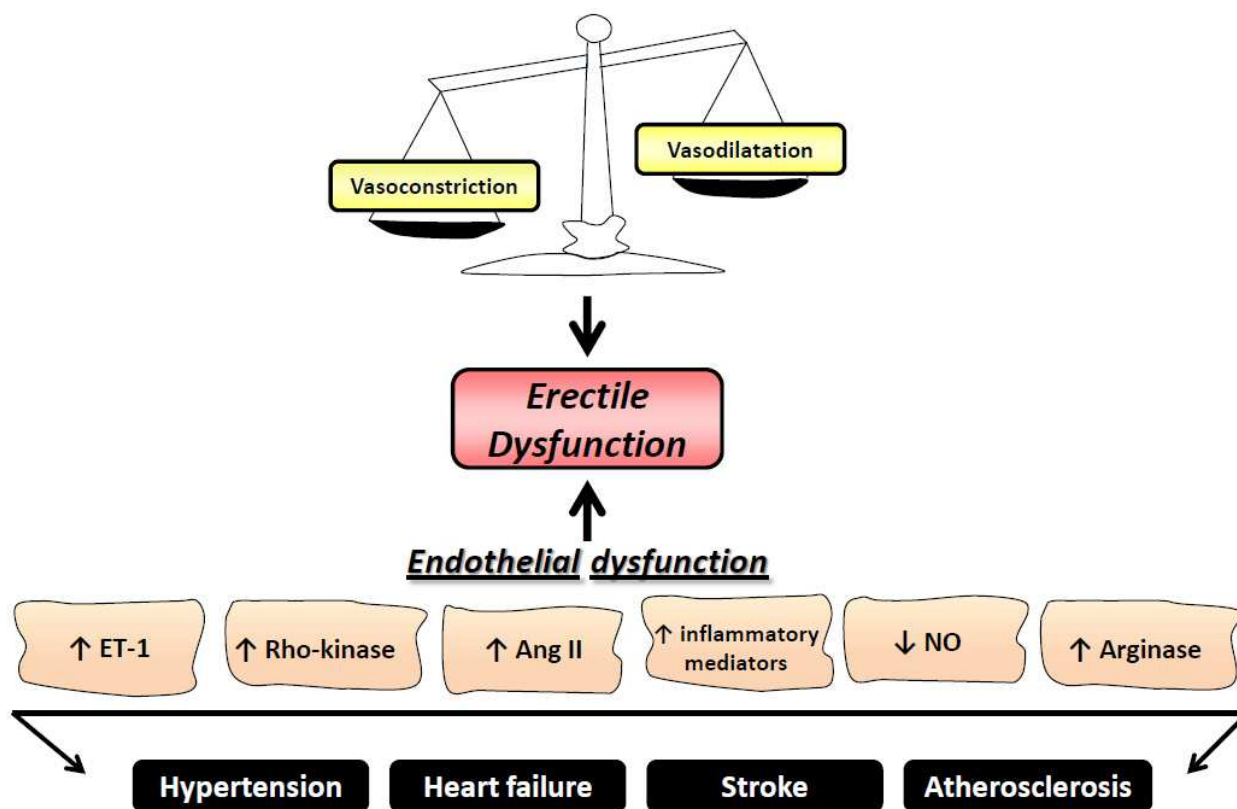 Vasodilatation
Vasoconstriction
Erectile
Dysfunction
Endothelial dysfunction
↑ ET-1
↑ Rho-kinase
↑ Ang II
↑ inflammatory
mediators
↓ NO
↑ Arginase
Hypertension
Heart failure
Stroke
Atherosclerosis